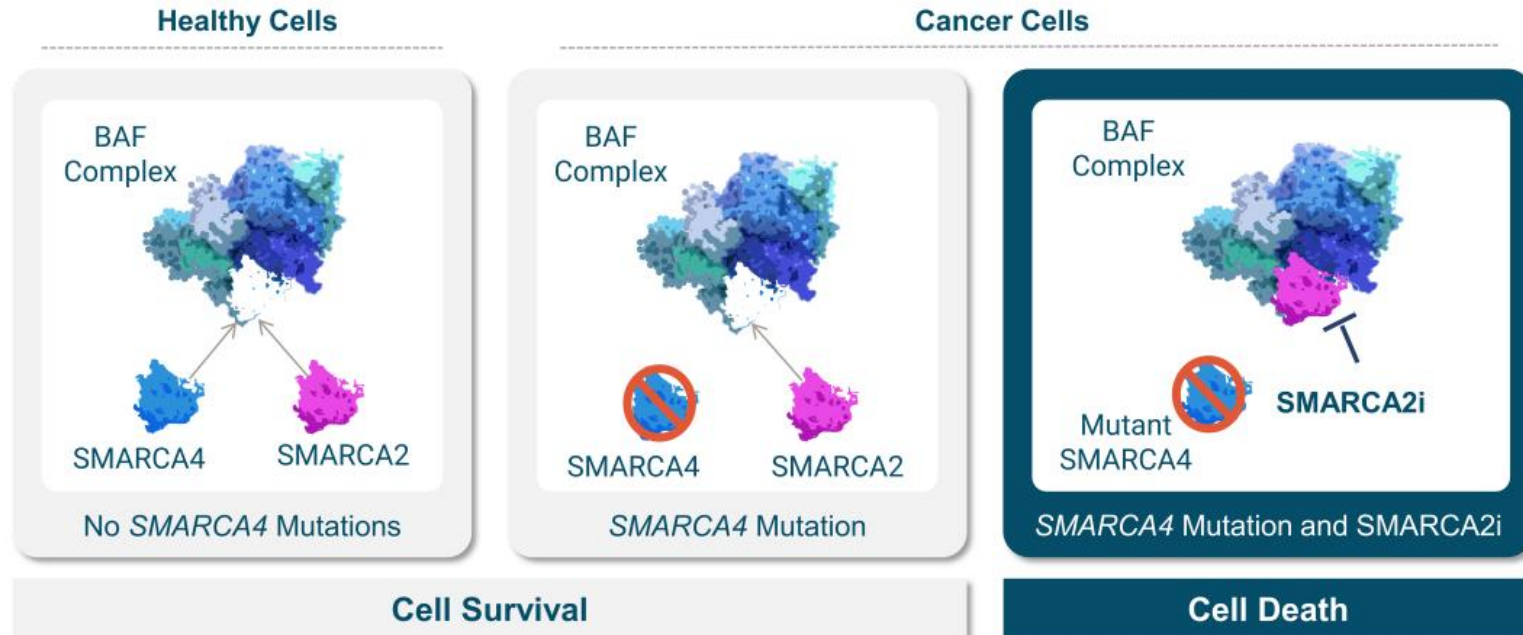 Healthy Cells
Cancer Cells
BAF
Complex
SMARCA4
SMARCA2
No SMARCA4 Mutations
BAF
Complex
SMARCA4
SMARCA2
SMARCA4 Mutation
BAF
Complex
SMARCA2i
Mutant
SMARCA4
SMARCA4 Mutation and SMARCA2i
Cell Survival
Cell Death